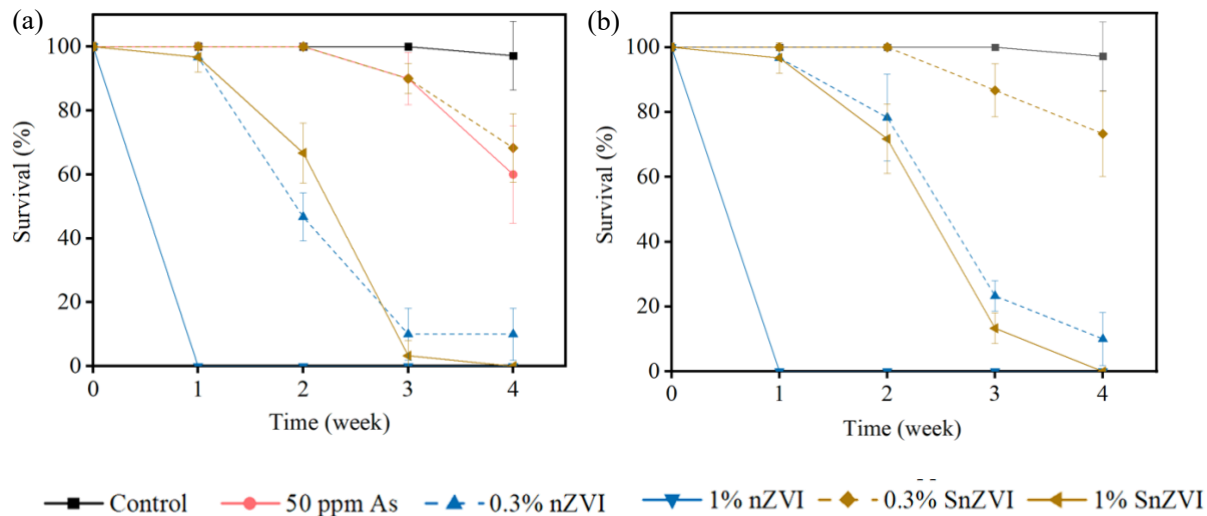 (a)
Survival (%)
100
80
60
40
20
0
0 1 2 3 4
Time (week)
(b)
Survival (%)
100
80
60
40
20
0
0 1 2 3 4
Time (week)
Control 50 ppm As 0.3% nZVI 1% nZVI 0.3% SnZVI 1% SnZVI